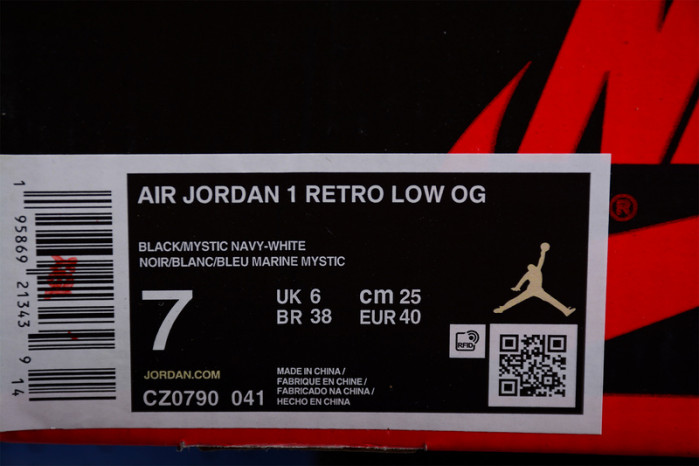 AIR JORDAN 1 RETRO LOW OG
BLACK/MYSTIC NAVY-WHITE
NOIR/BLANC/BLEU MARINE MYSTIC
7
UK 6 cm 25
BR 38 EUR 40
JORDAN.COM
CZ0790 041
MADE IN CHINA /
FABRIQUE EN CHINE /
FABRICADO NA CHINA /
HECHO EN CHINA
RFID
®
1 95869 21343 9 14